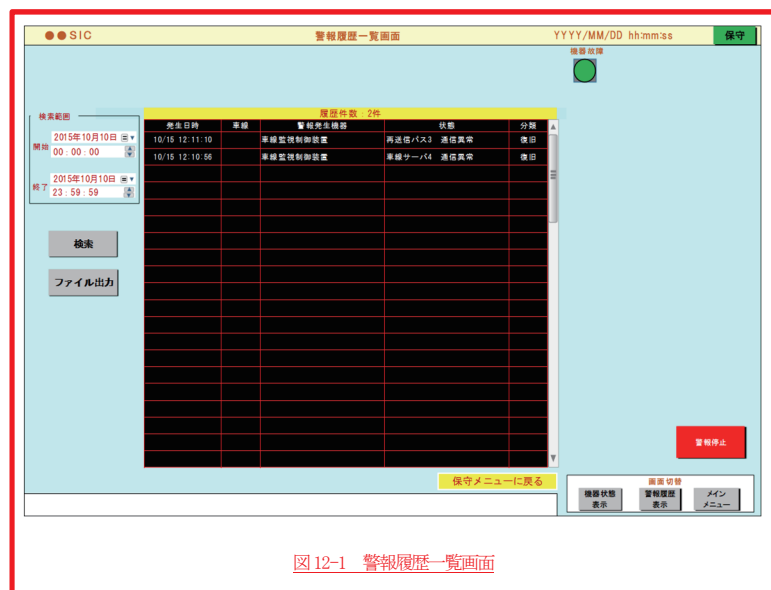 ●●SIC 警報履歴一覧画面 YYYY/MM/DD hh:mm:ss 保守
機器故障
検索範囲
開始 2015年10月10日
00:00:00
終了 2015年10月10日
23:59:59
検索
ファイル出力
履歴件数:2件
発生日時 車線 警報発生機器 状態 分類
10/15 12:11:10 車線監視制御装置 再送信パス3 通信異常 復旧
10/15 12:10:56 車線監視制御装置 車線サーバ4 通信異常 復旧
警報停止
保守メニューに戻る
画面切替
機器状態
表示
警報履歴
表示
メイン
メニュー
図12-1 警報履歴一覧画面